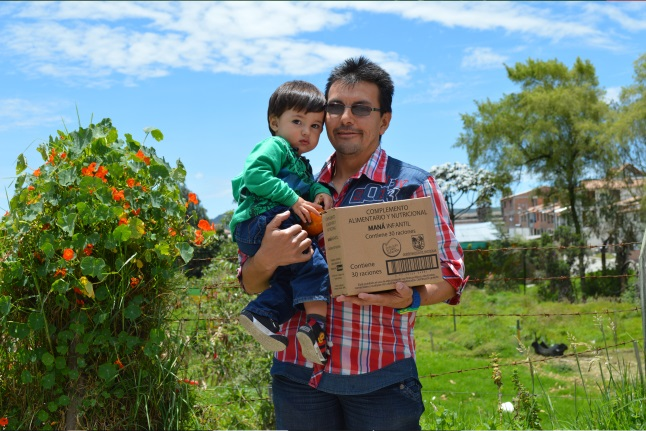 COMPLEMENTO
ALIMENTARIO Y NUTRICIONAL
MANÁ INFANTIL
Contiene 30 raciones
Contiene
30 raciones